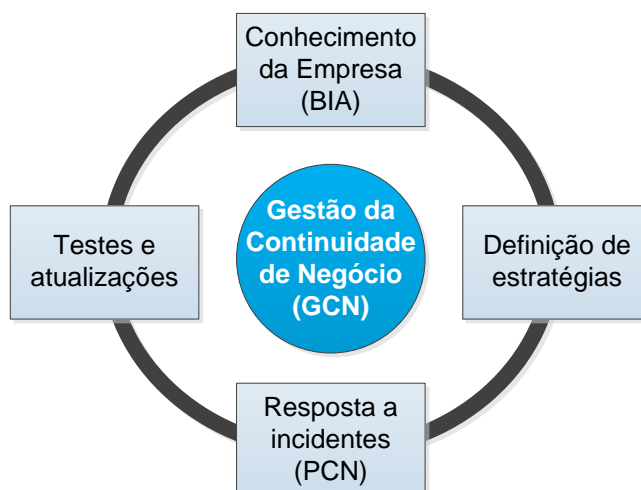 Conhecimento
da Empresa
(BIA)
Gestão da
Continuidade
de Negócio
(GCN)
Testes e
atualizações
Definição de
estratégias
Resposta a
incidentes
(PCN)